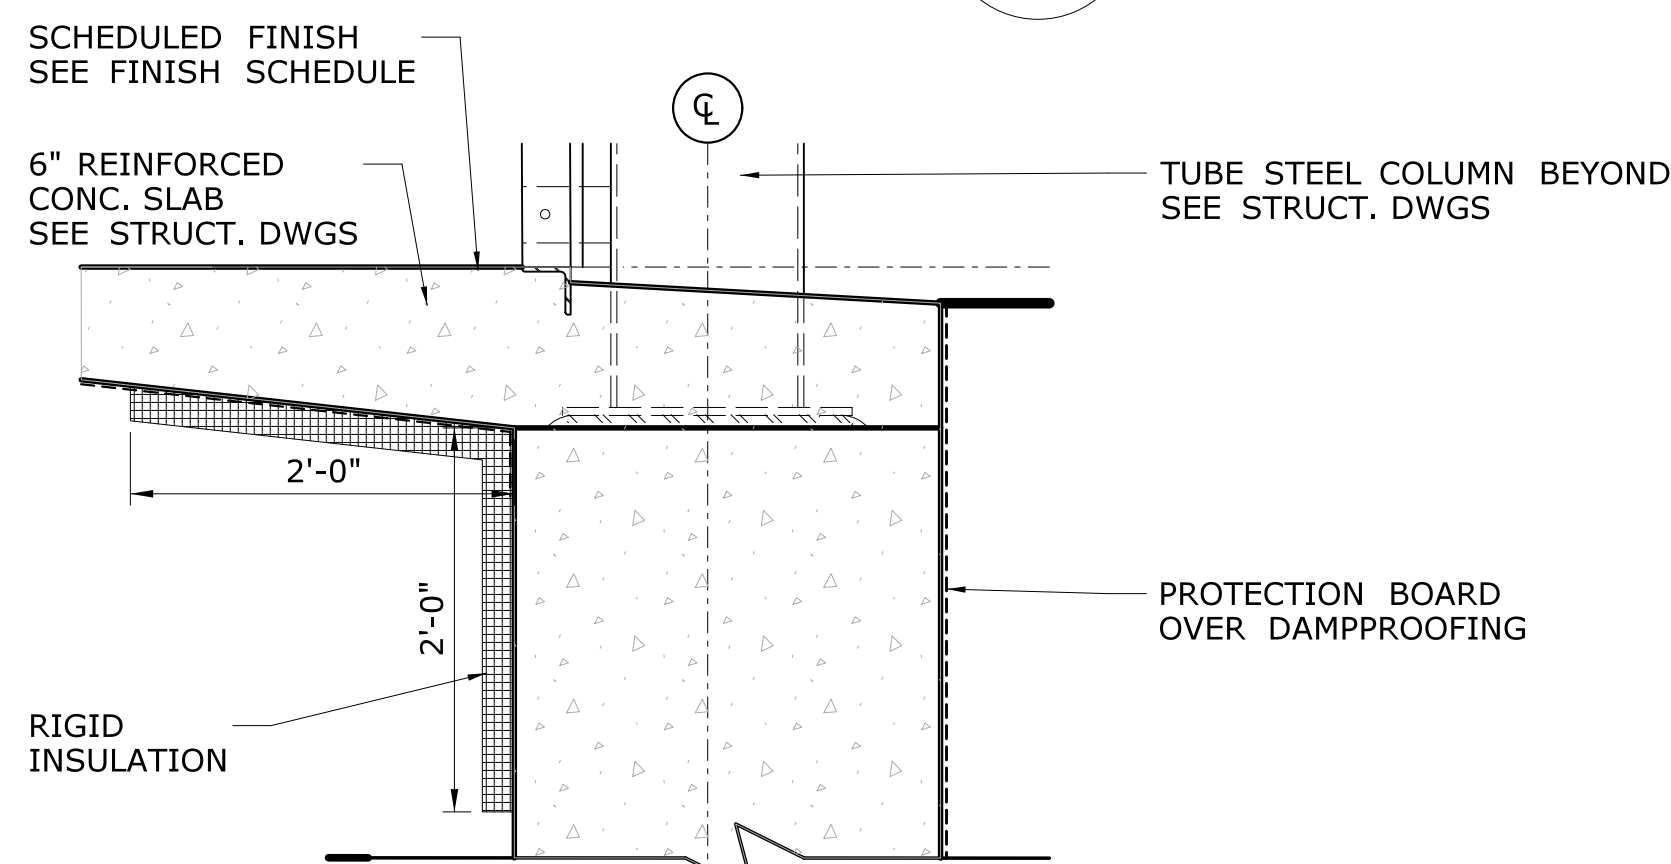 SCHEDULED FINISH
SEE FINISH SCHEDULE
6" REINFORCED
CONC. SLAB
SEE STRUCT. DWGS
℄
TUBE STEEL COLUMN BEYOND
SEE STRUCT. DWGS
2'-0"
2'-0"
PROTECTION BOARD
OVER DAMPPROOFING
RIGID
INSULATION